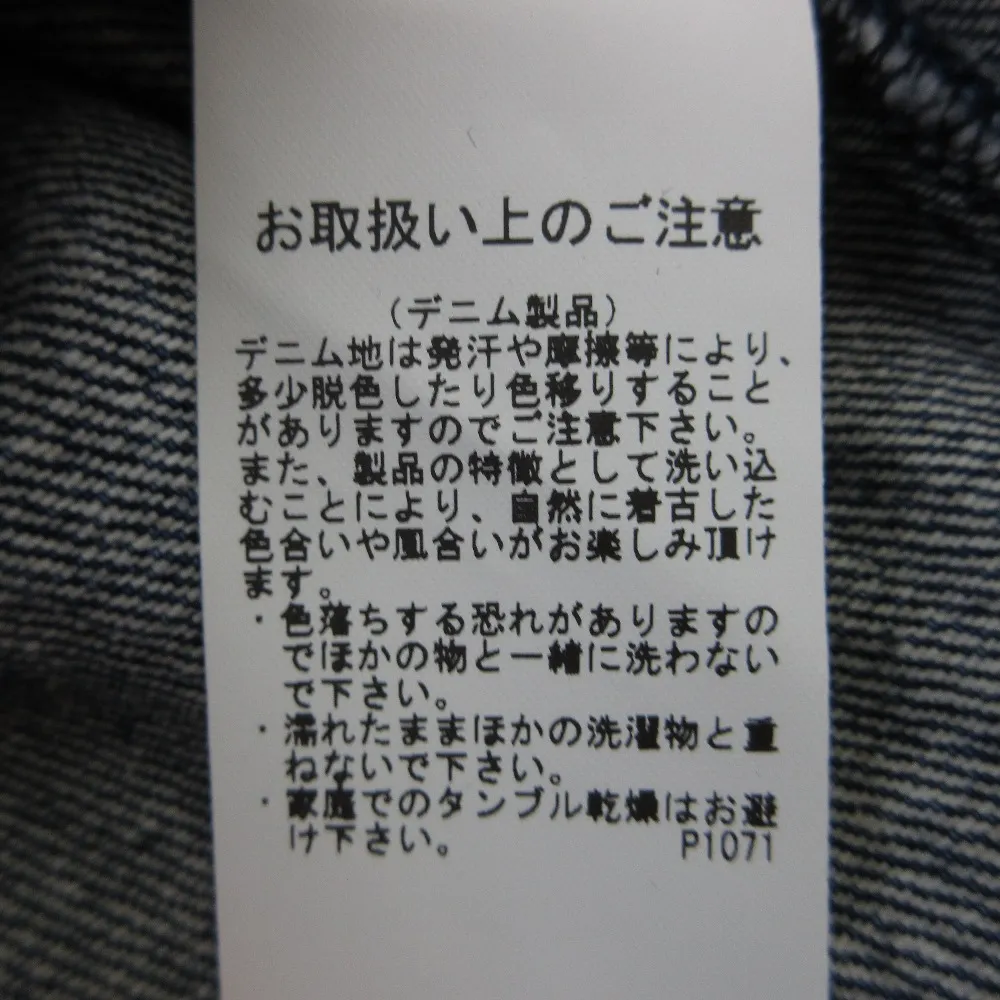 お取扱い上のご注意
(デニム製品)
デニム地は発汗や摩擦等により、
多少脱色したり色移りすること
がありますのでご注意下さい。
また、製品の特徴として洗い込
むことにより、自然に着古した
色合いや風合いがお楽しみ頂け
ます。
・色落ちする恐れがありますの
でほかの物と一緒に洗わない
で下さい。
・濡れたままほかの洗濯物と重
ねないで下さい。
・家庭でのタンブル乾燥はお避
け下さい。 P1071